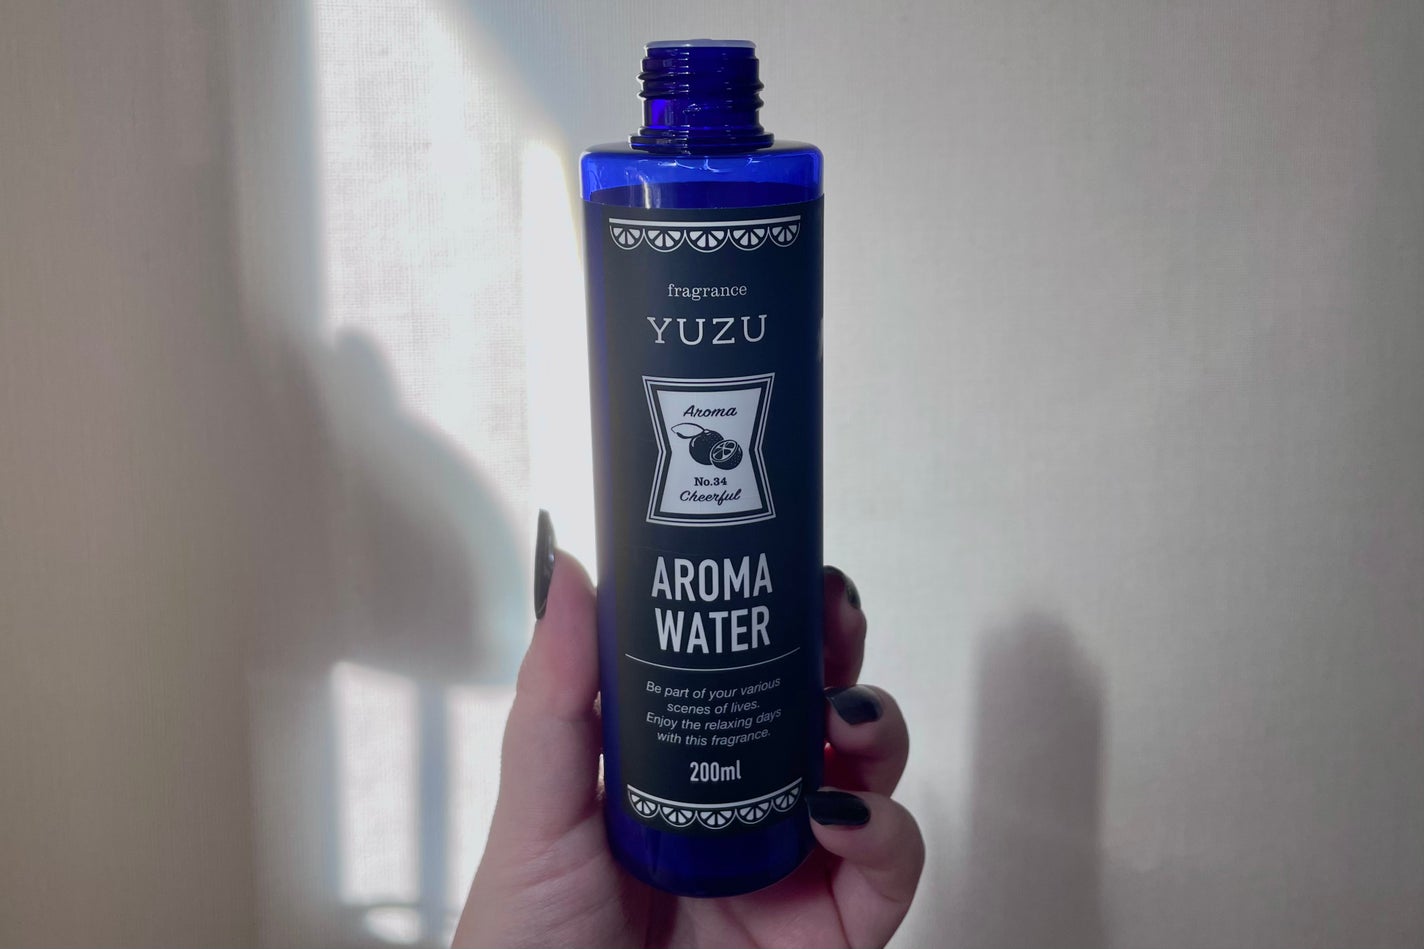 fragrance
YUZU
Aroma
No.34
Cheerful
AROMA
WATER
Be part of your various
scenes of lives.
Enjoy the relaxing days
with this fragrance.
200ml